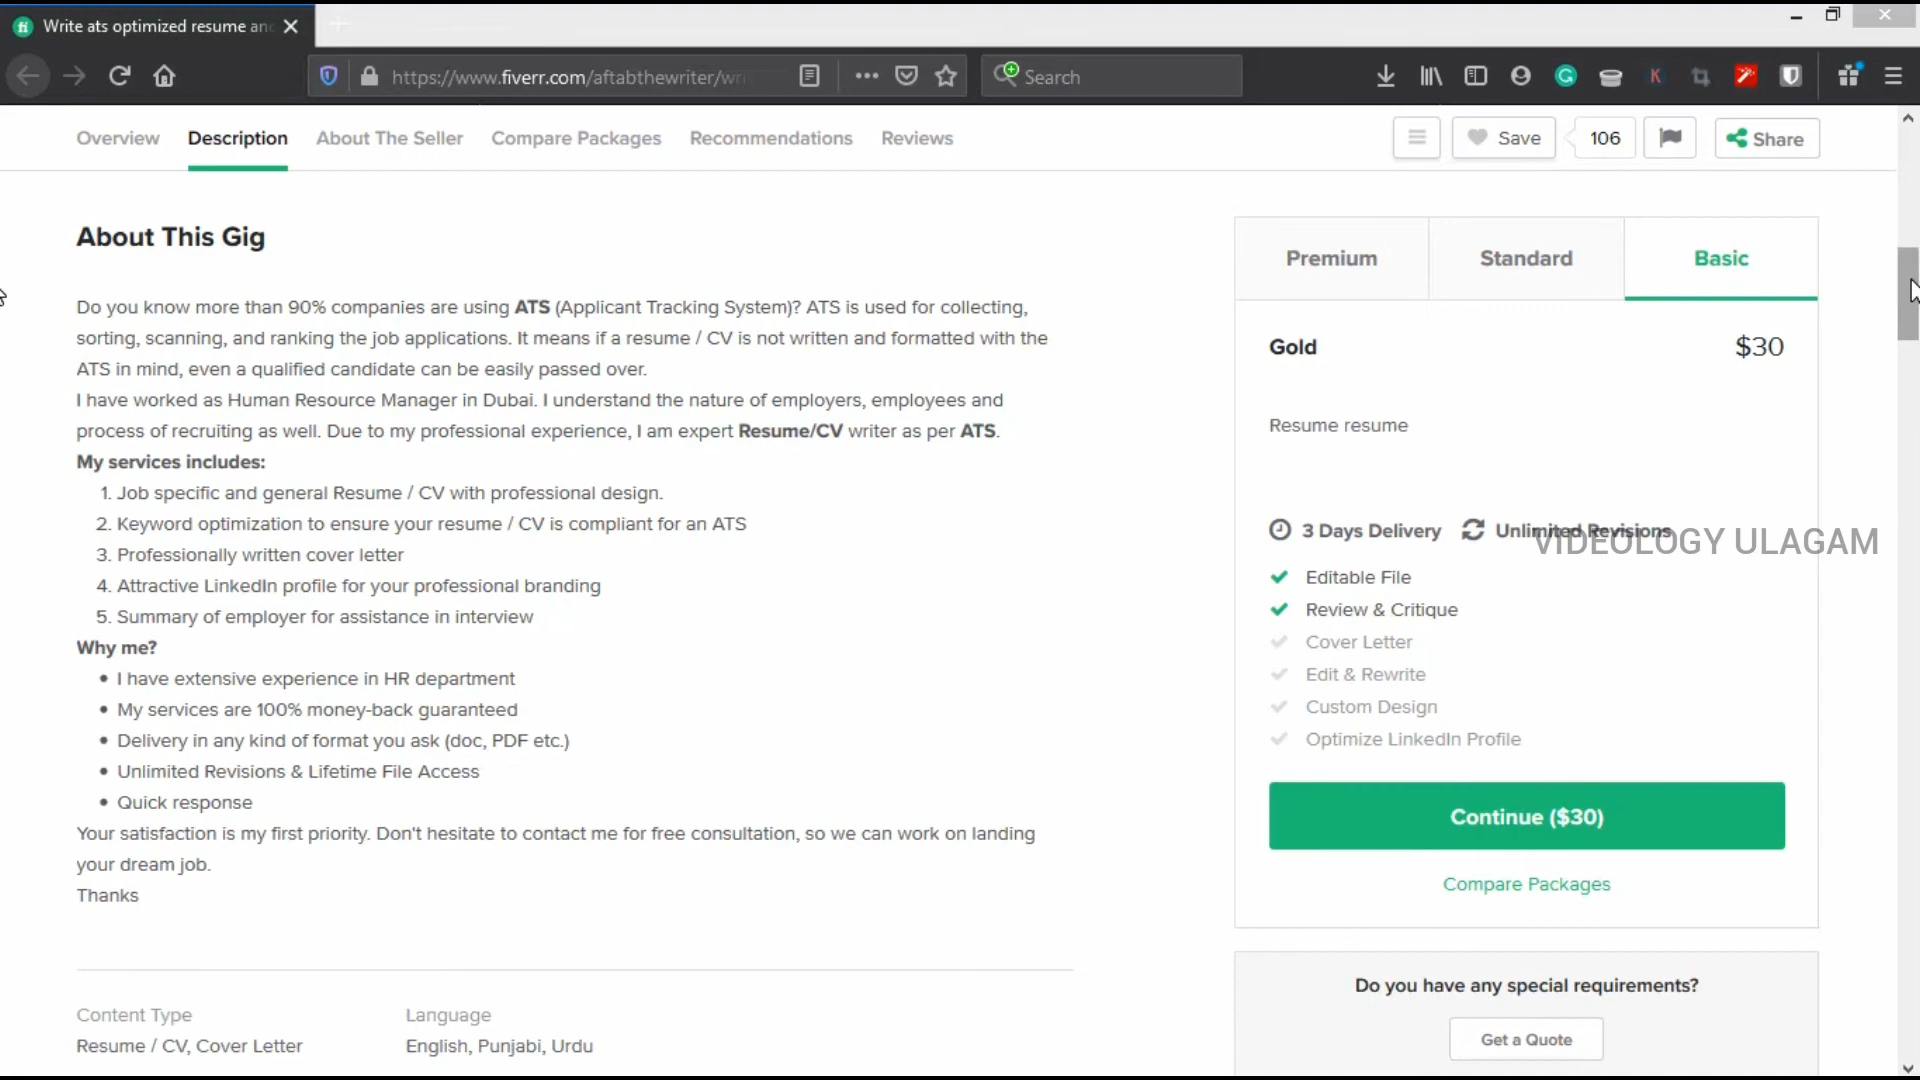 Write ats optimized resume an
https://www.fiverr.com/aftabthewriter/wri
Search
Overview
Description
About The Seller
Compare Packages
Recommendations
Reviews
Save
106
Share
About This Gig
Do you know more than 90% companies are using ATS (Applicant Tracking System)? ATS is used for collecting,
sorting, scanning, and ranking the job applications. It means if a resume / CV is not written and formatted with the
ATS in mind, even a qualified candidate can be easily passed over.
I have worked as Human Resource Manager in Dubai. I understand the nature of employers, employees and
process of recruiting as well. Due to my professional experience, I am expert Resume/CV writer as per ATS.
My services includes:
1. Job specific and general Resume / CV with professional design.
2. Keyword optimization to ensure your resume / CV is compliant for an ATS
3. Professionally written cover letter
4. Attractive LinkedIn profile for your professional branding
5. Summary of employer for assistance in interview
Why me?
• I have extensive experience in HR department
• My services are 100% money-back guaranteed
• Delivery in any kind of format you ask (doc, PDF etc.)
• Unlimited Revisions & Lifetime File Access
• Quick response
Your satisfaction is my first priority. Don't hesitate to contact me for free consultation, so we can work on landing
your dream job.
Thanks
Content Type
Resume / CV, Cover Letter
Language
English, Punjabi, Urdu
Premium
Standard
Basic
Gold
$30
Resume resume
3 Days Delivery
Unlimited Revisions
VIDEOLOGY ULAGAM
Editable File
Review & Critique
Cover Letter
Edit & Rewrite
Custom Design
Optimize LinkedIn Profile
Continue ($30)
Compare Packages
Do you have any special requirements?
Get a Quote